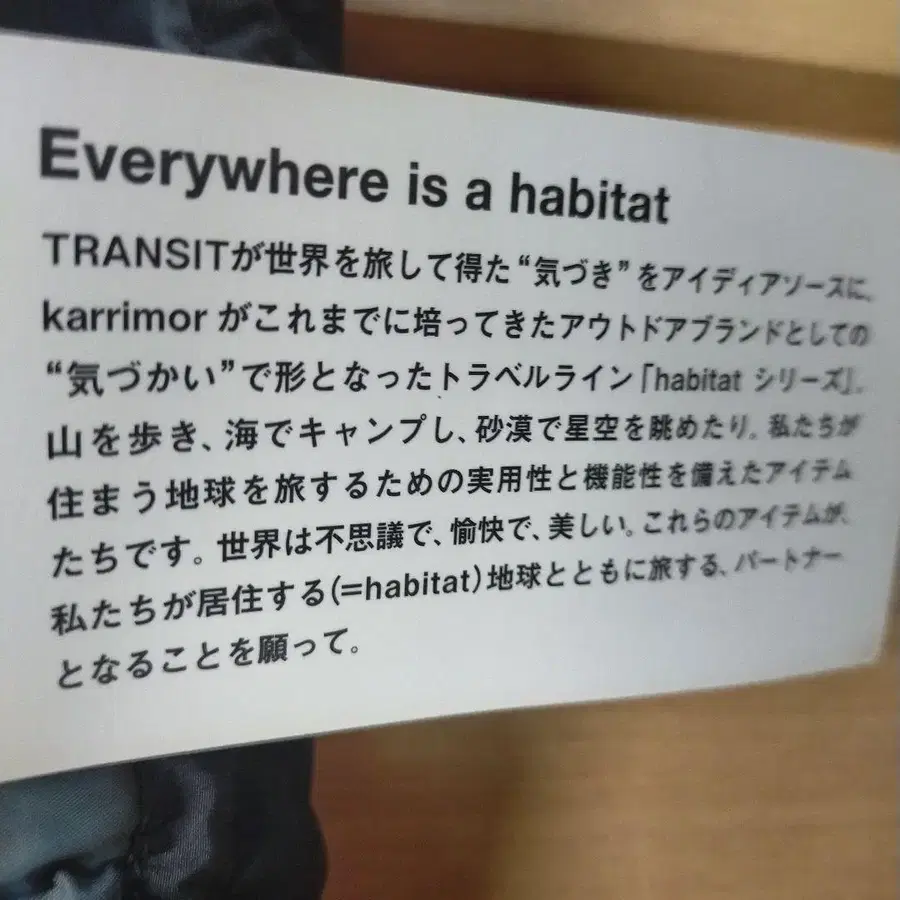 Everywhere is a habitat
TRANSITが世界を旅して得た“気づき”をアイディアソースに、
karrimor がこれまでに培ってきたアウトドアブランドとしての
“気づかい”で形となったトラベルライン「habitat シリーズ」。
山を歩き、海でキャンプし、砂漠で星空を眺めたり。私たちが
住まう地球を旅するための実用性と機能性を備えたアイテム
たちです。世界は不思議で、愉快で、美しい。これらのアイテムが、
私たちが居住する(=habitat)地球とともに旅する、パートナー
となることを願って。